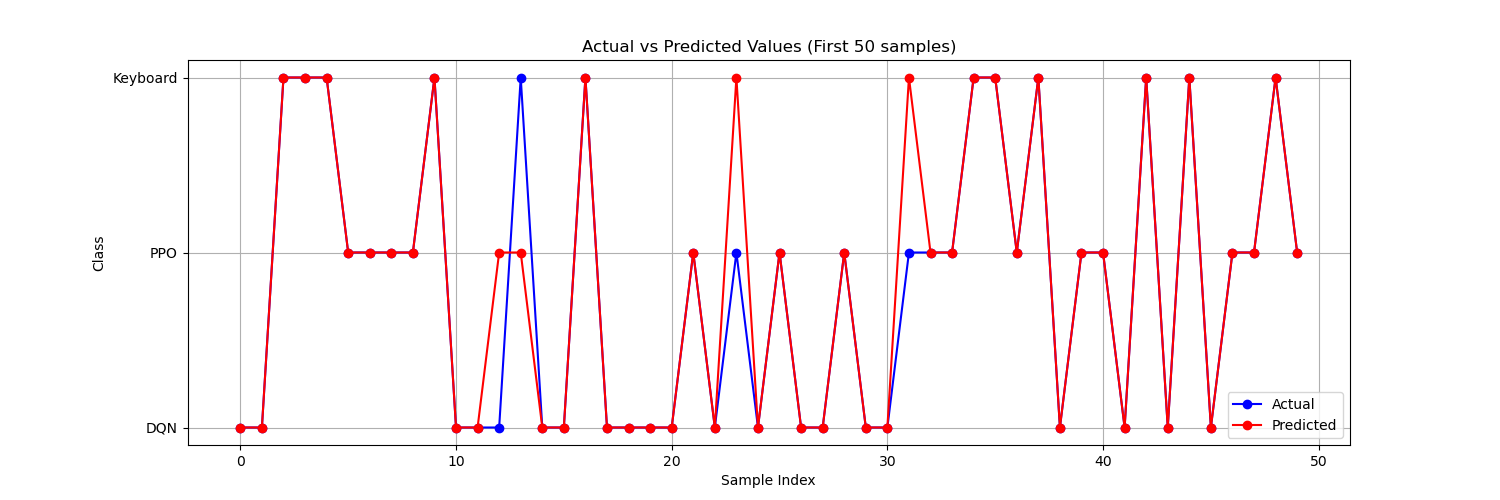 Actual vs Predicted Values (First 50 samples)
Keyboard
PPO
DQN
Class
0 10 20 30 40 50
Sample Index
Actual
Predicted